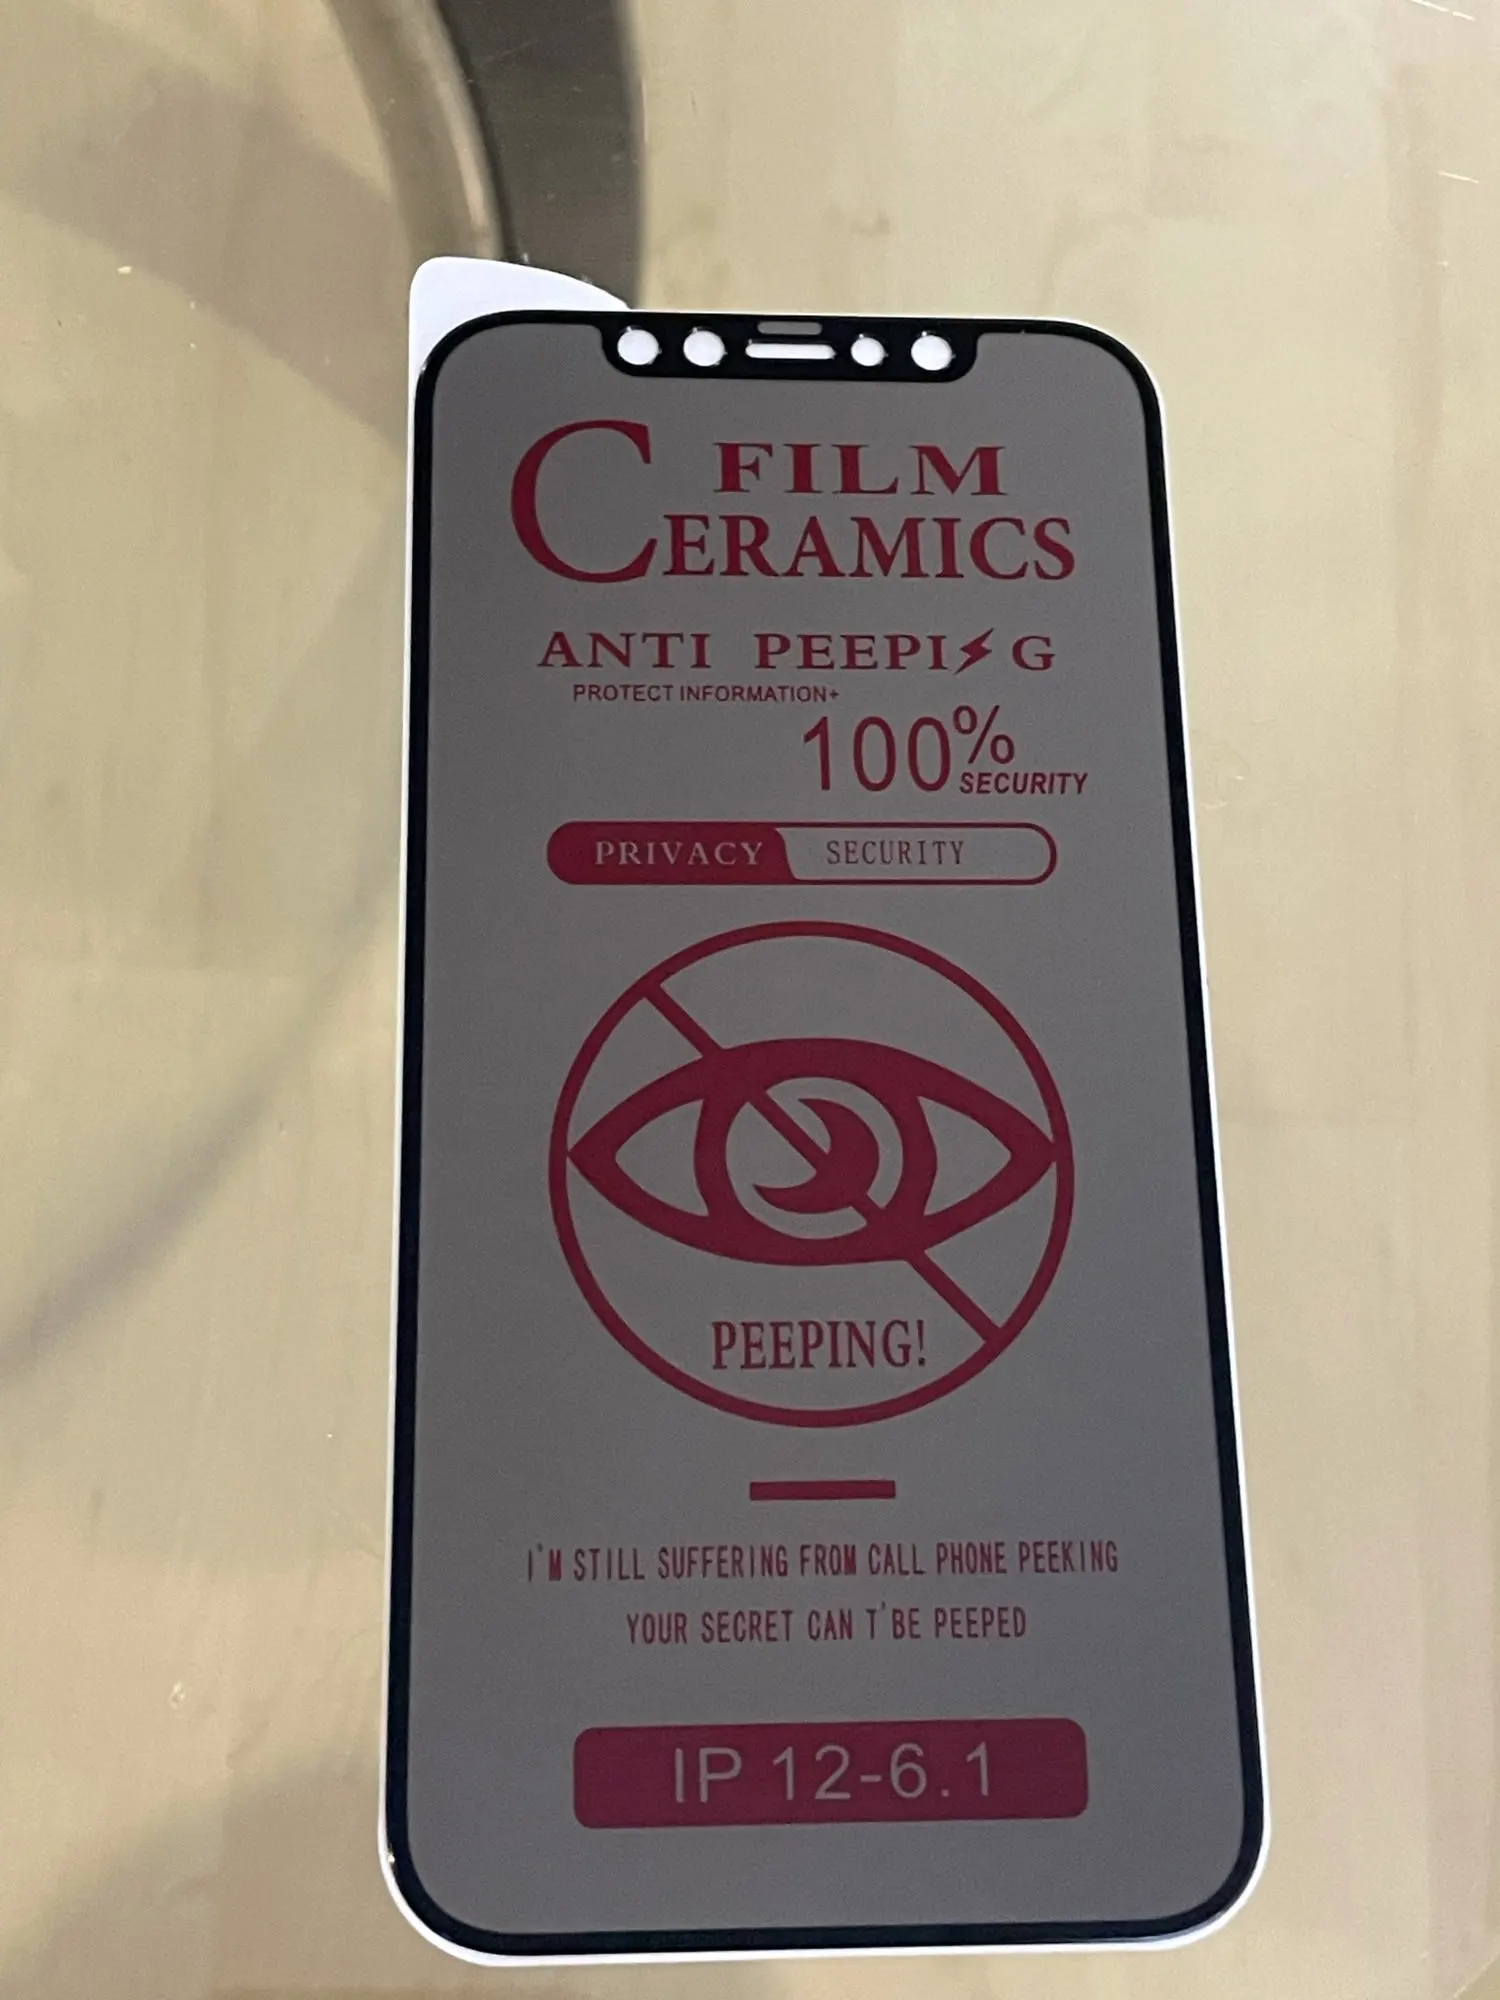 FILM
CERAMICS
ANTI PEEPI⚡G
PROTECT INFORMATION+
100%
SECURITY
PRIVACY SECURITY
PEEPING!
I'M STILL SUFFERING FROM CALL PHONE PEEKING
YOUR SECRET CAN T'BE PEEPED
IP 12-6.1